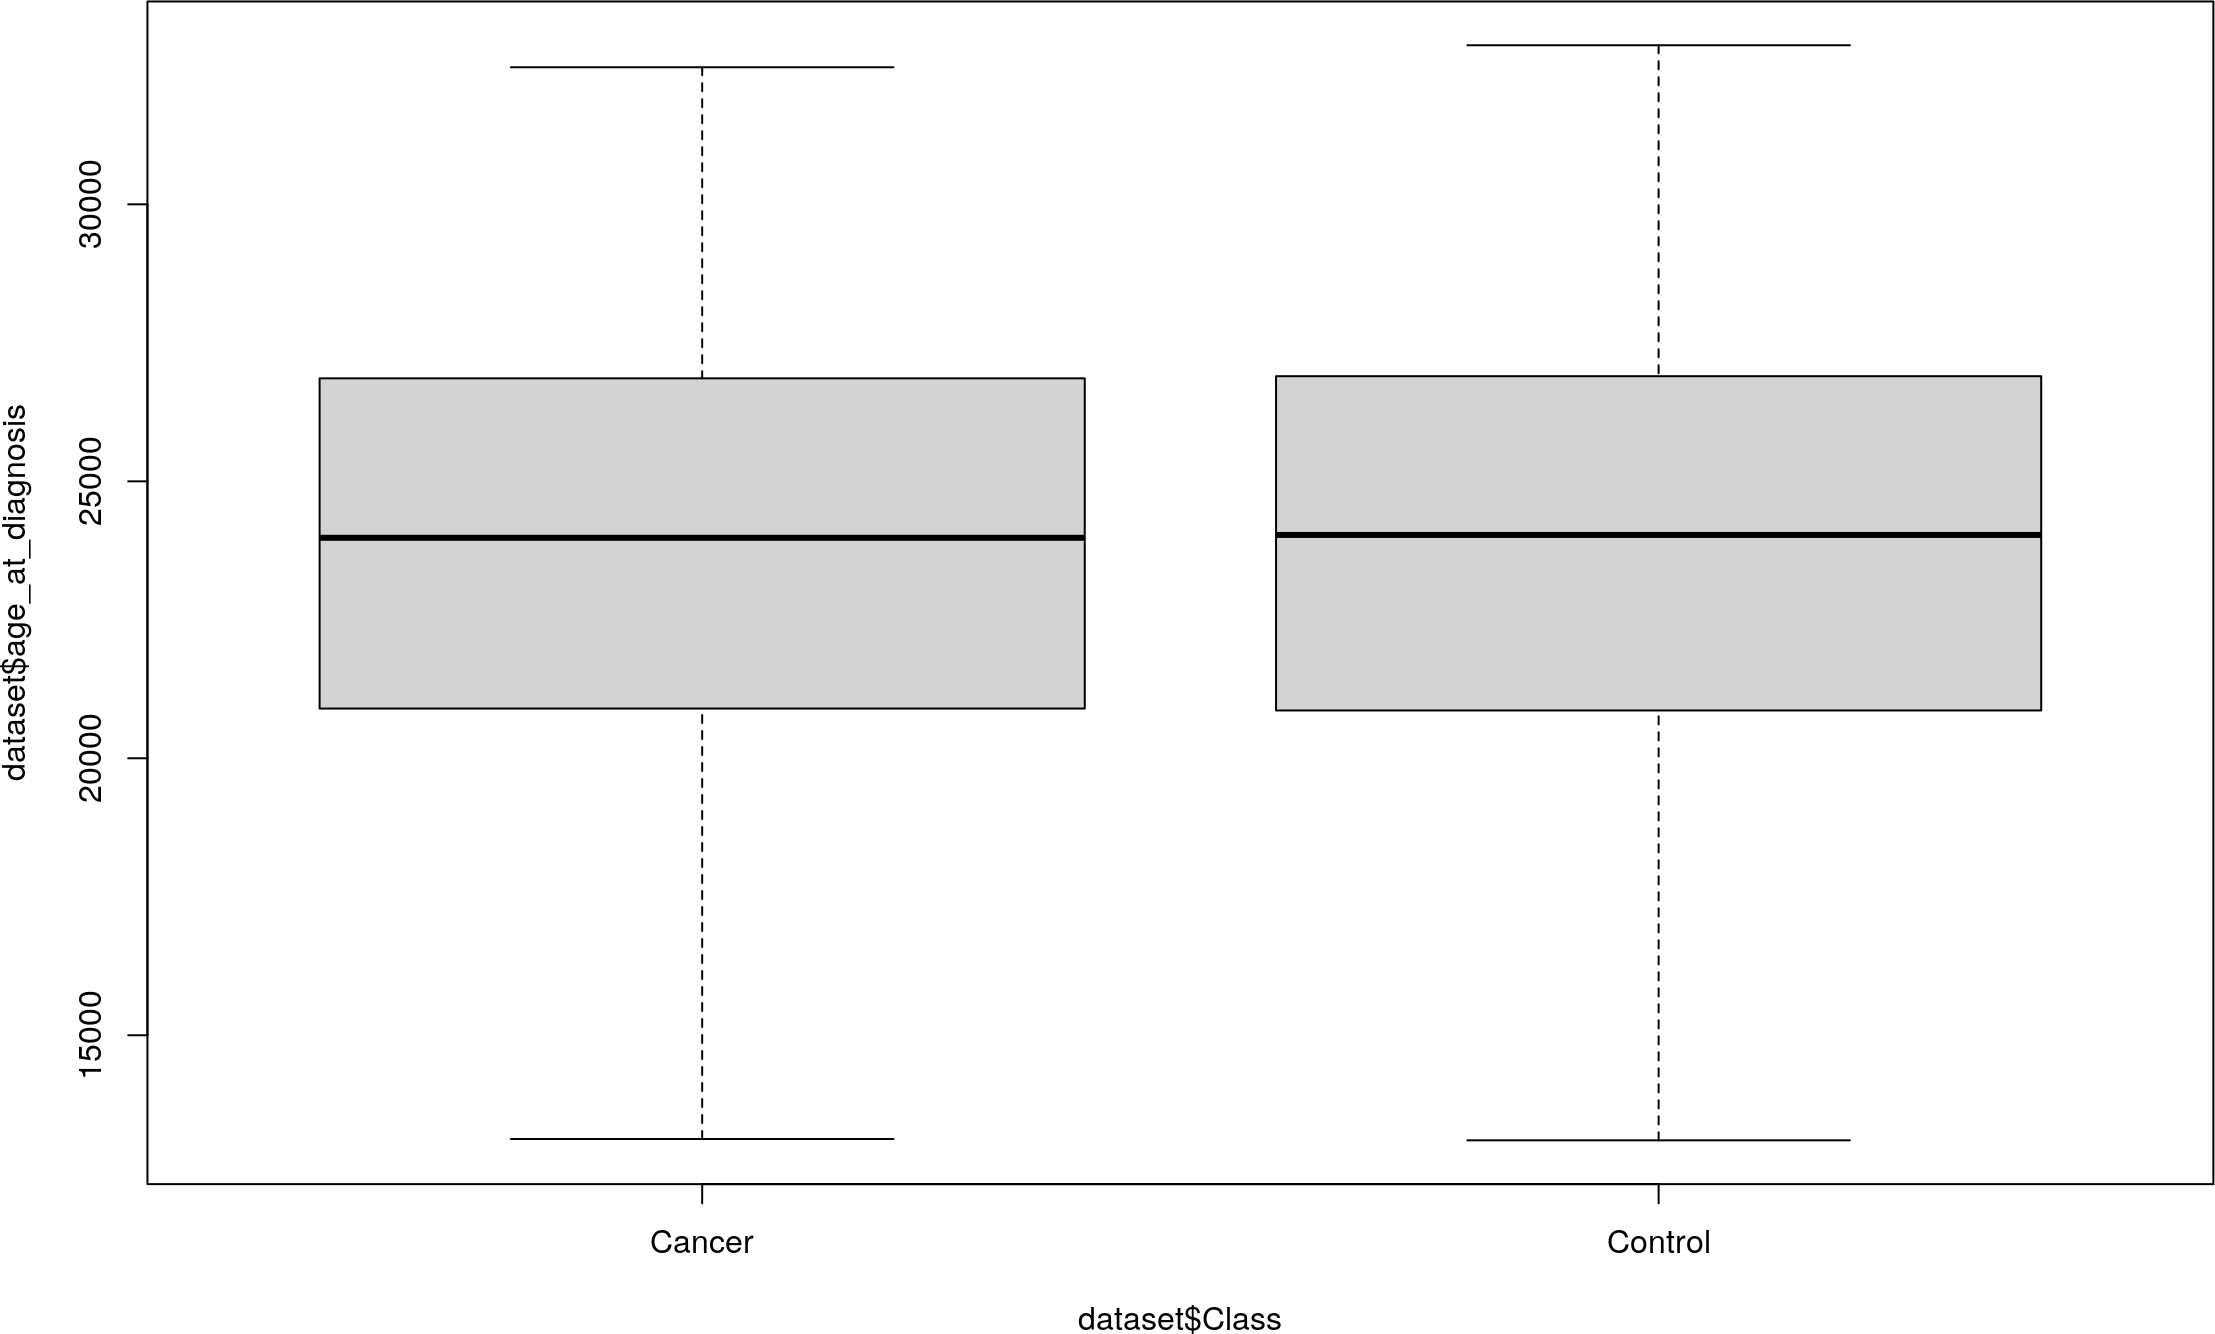 dataset$age_at_diagnosis
30000
25000
20000
15000
Cancer
Control
dataset$Class